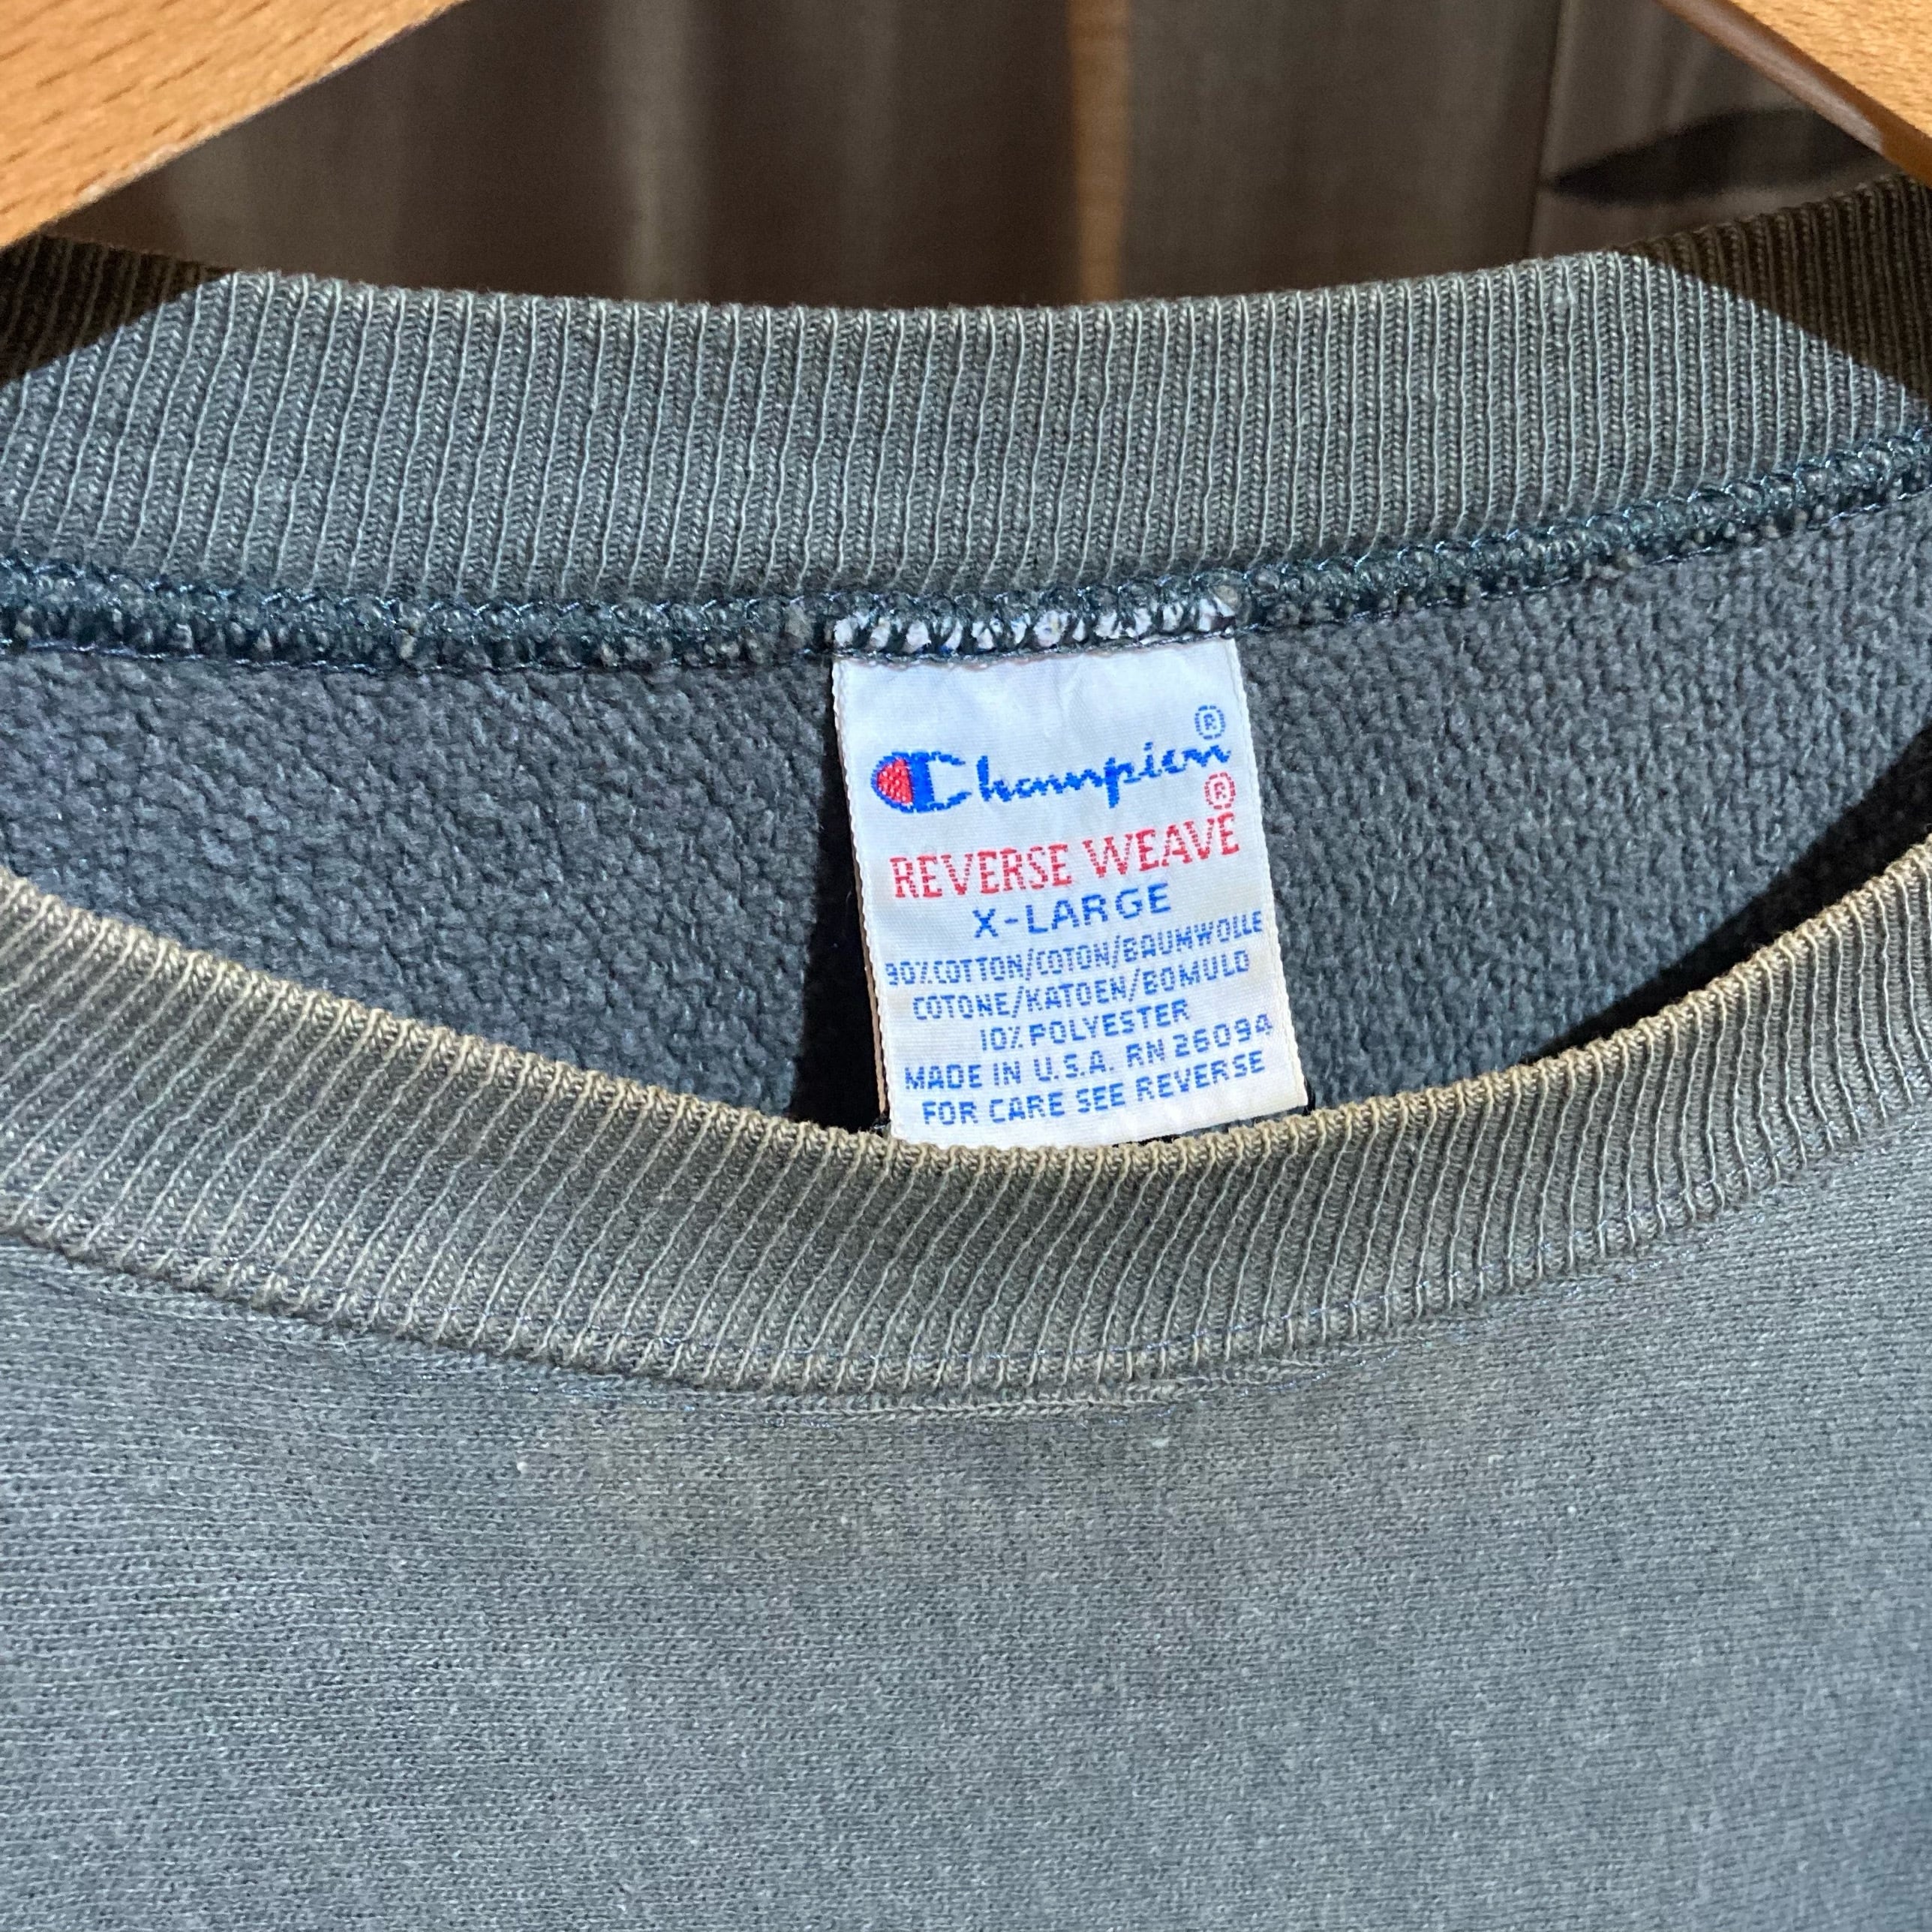 ®
Champion
®
REVERSE WEAVE
X-LARGE
90%COTTON/COTON/BAUMWOLLE
COTONE/KATOEN/BOMULD
10% POLYESTER
MADE IN U.S.A. RN 26094
FOR CARE SEE REVERSE